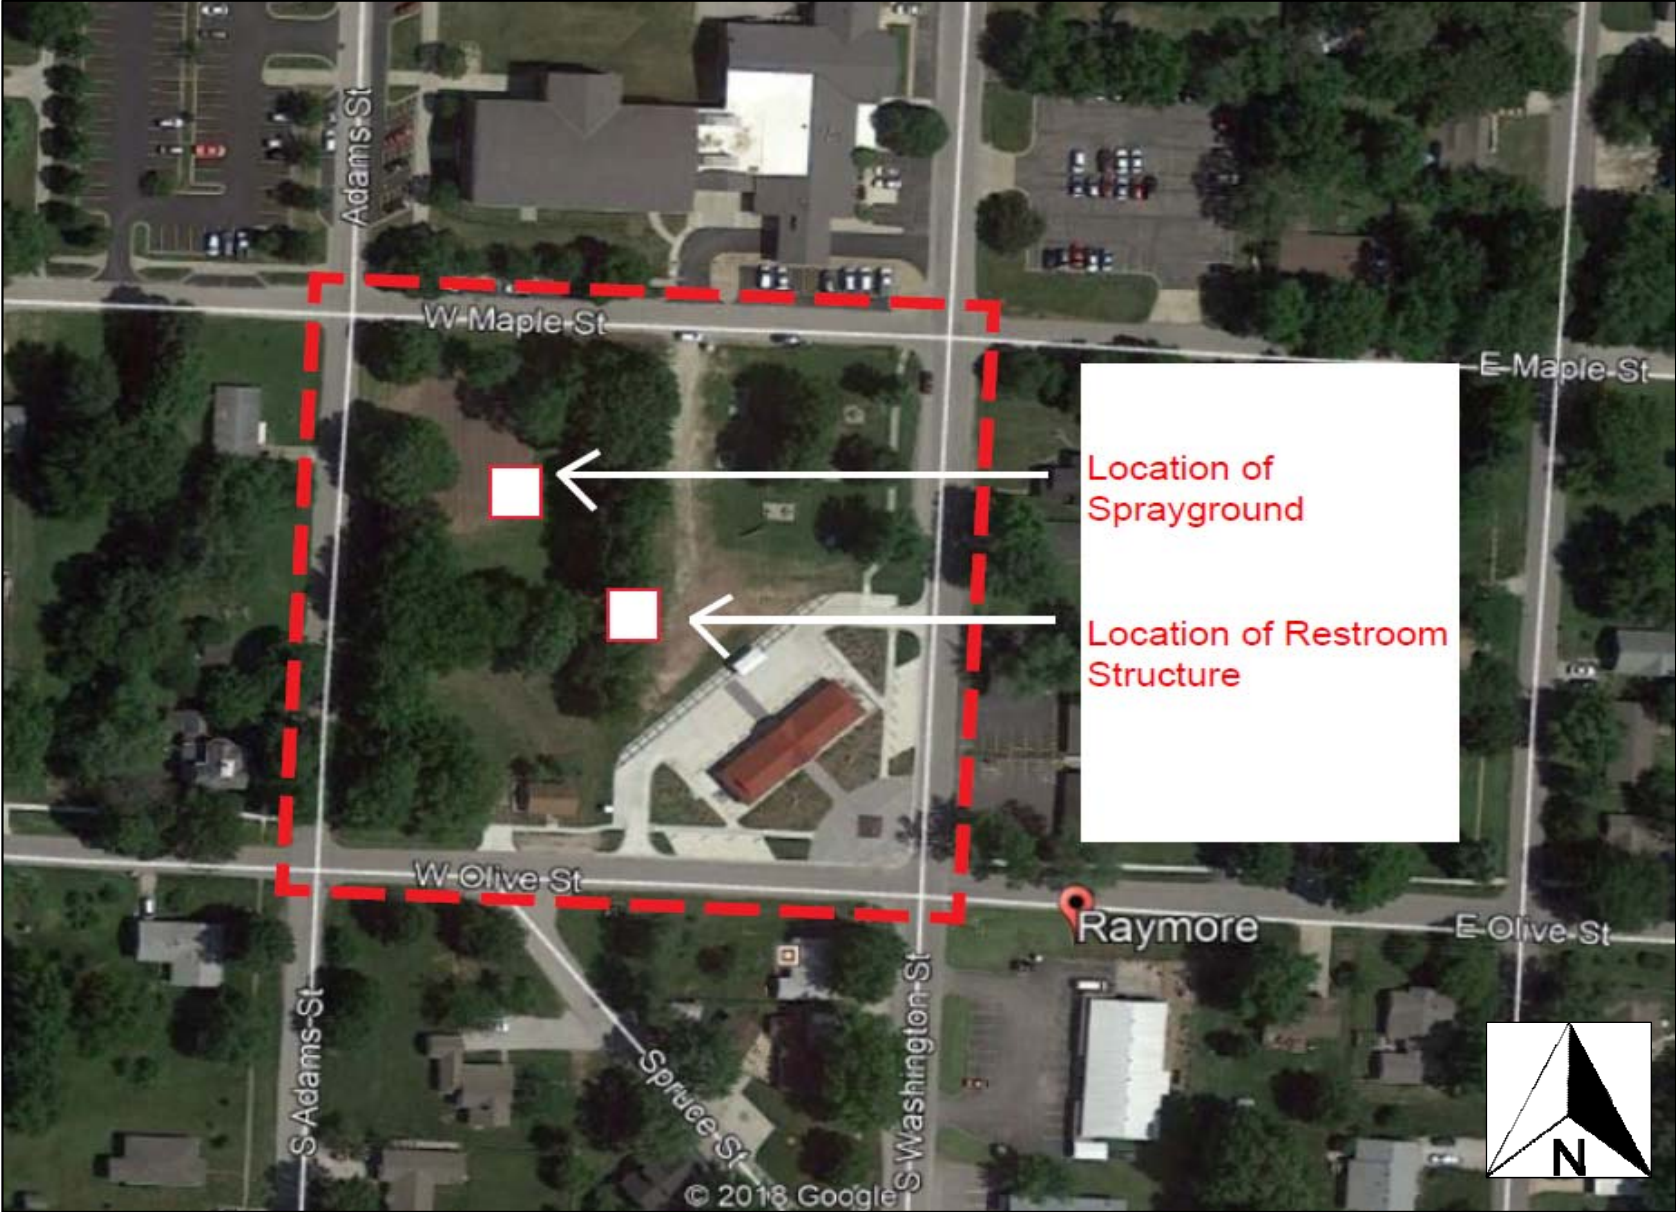 Adams St
W Maple St
E Maple St
Location of
Sprayground
Location of Restroom
Structure
W Olive St
Raymore
E Olive St
S Adams St
Spruce St
S Washington St
© 2018 Google
N